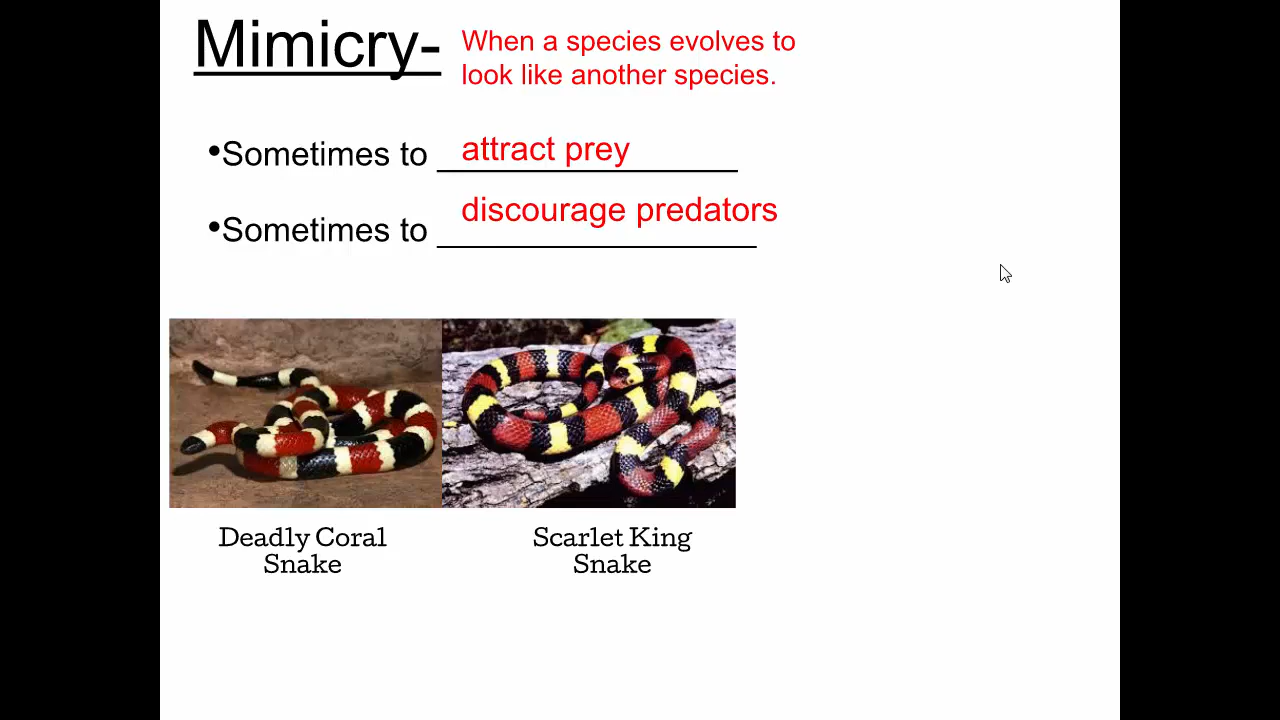 Mimicry-
When a species evolves to
look like another species.
•Sometimes to attract prey
•Sometimes to discourage predators
Deadly Coral
Snake
Scarlet King
Snake